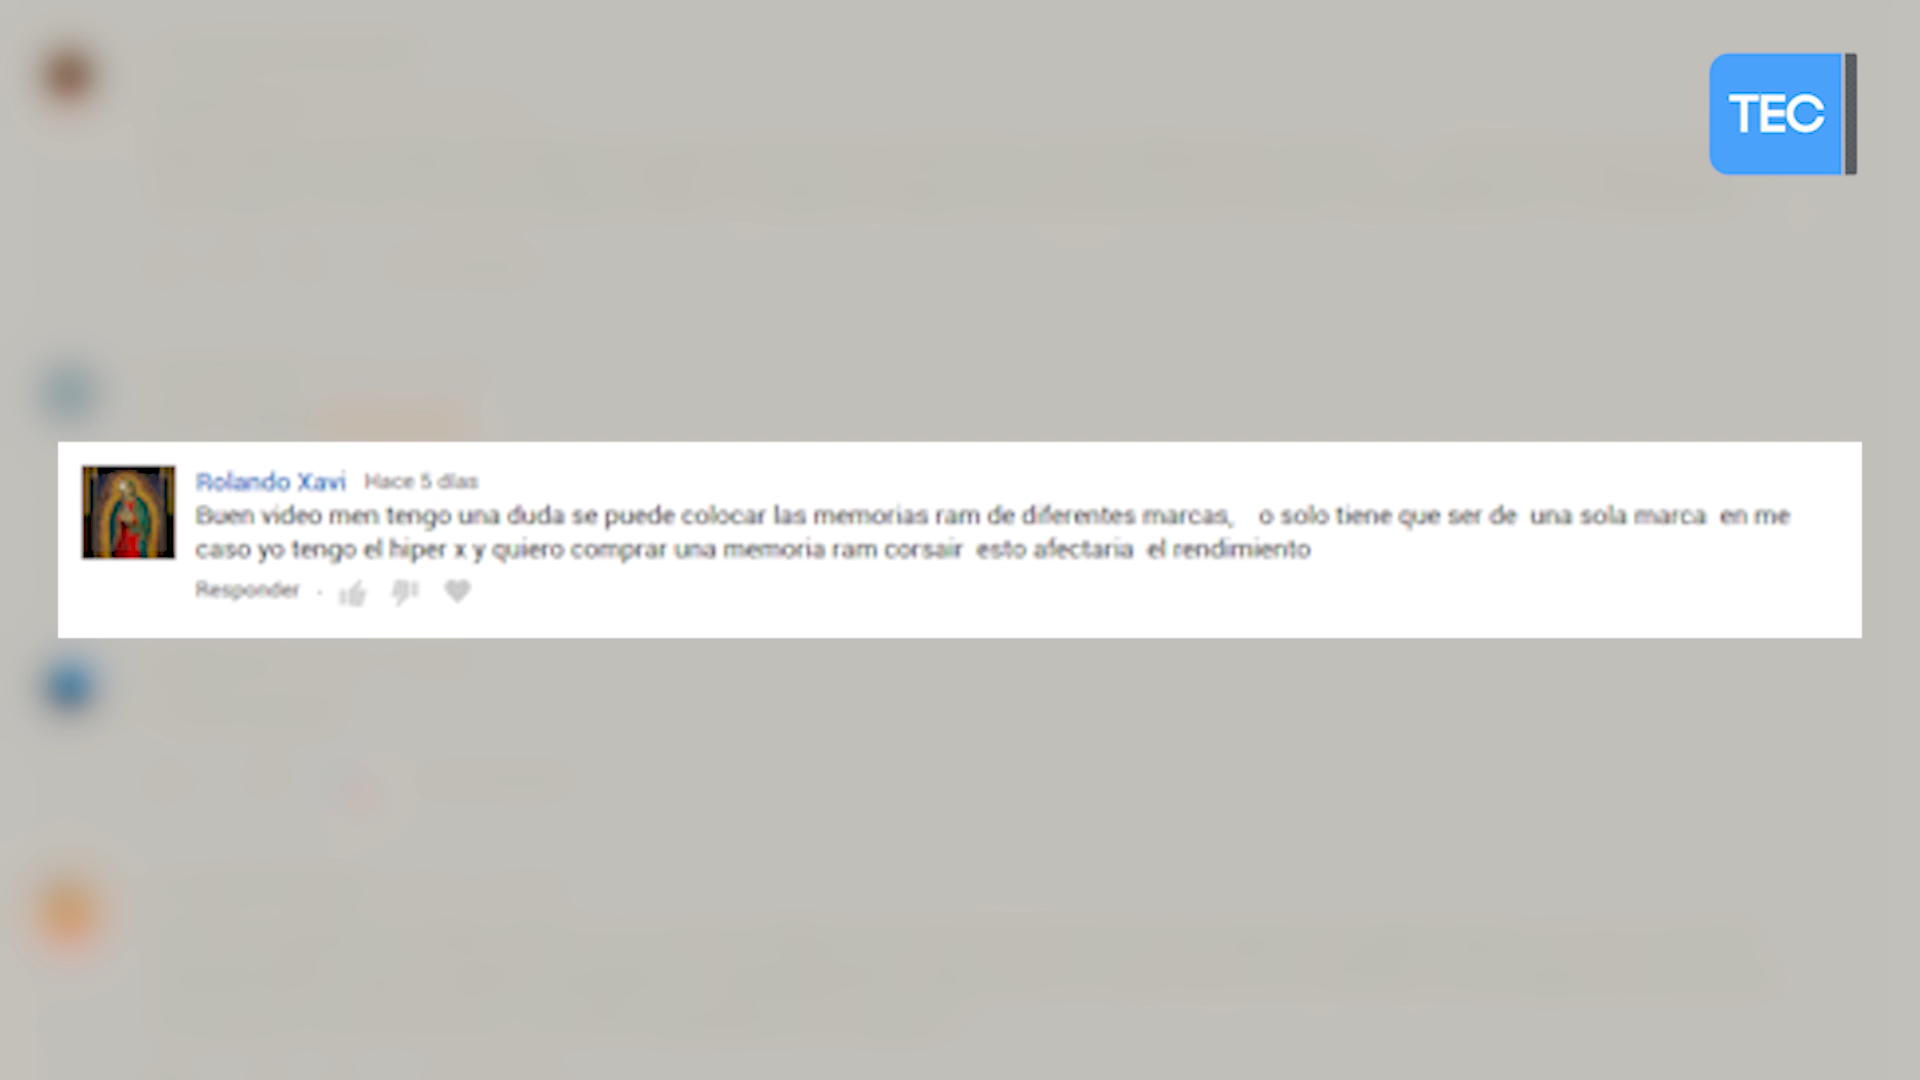 TEC
Rolando Xavi Hace 5 días
Buen video men tengo una duda se puede colocar las memorias ram de diferentes marcas, o solo tiene que ser de una sola marca en me
caso yo tengo el hiper x y quiero comprar una memoria ram corsair esto afectaria el rendimiento
Responder ·